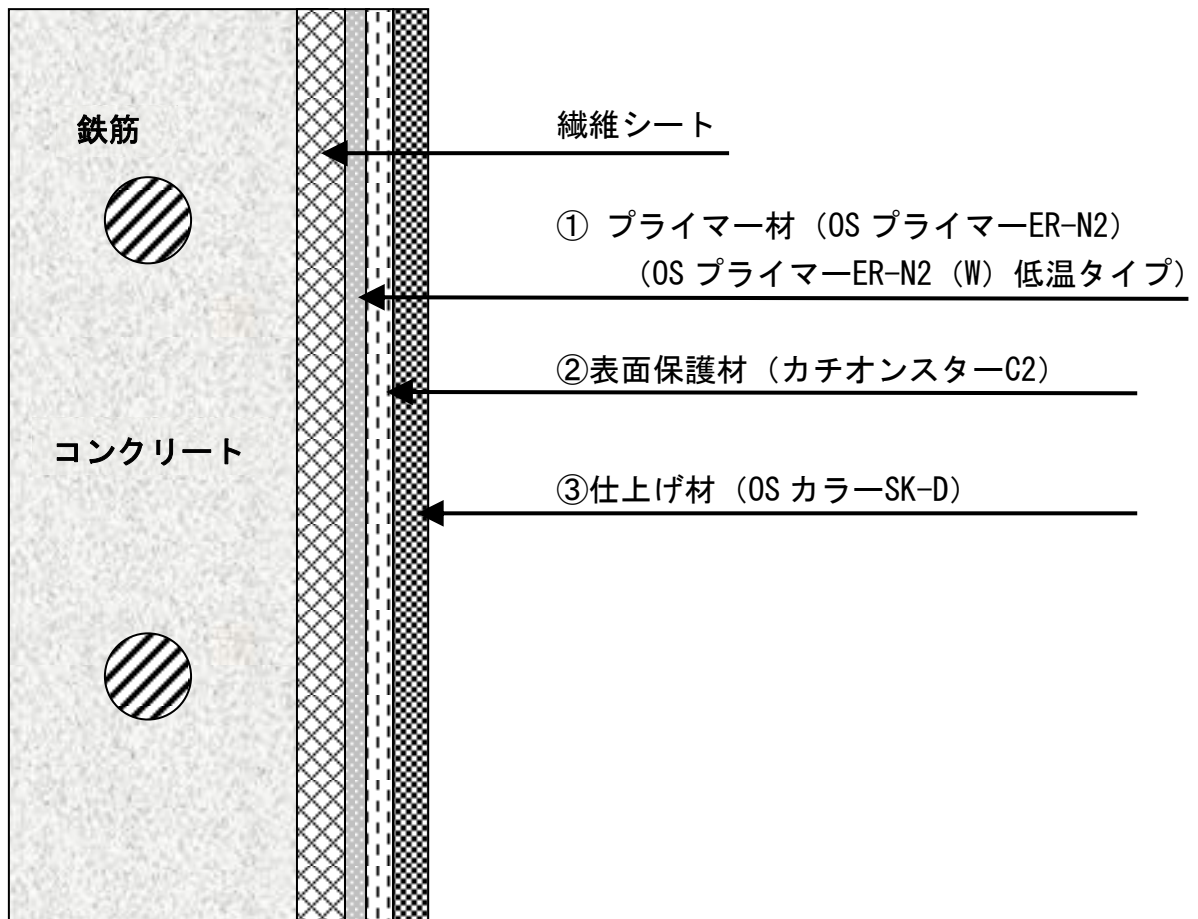 鉄筋
繊維シート
① プライマー材（OS プライマーER-N2）
（OS プライマーER-N2（W）低温タイプ）
②表面保護材（カチオンスターC2）
コンクリート
③仕上げ材（OS カラーSK-D）